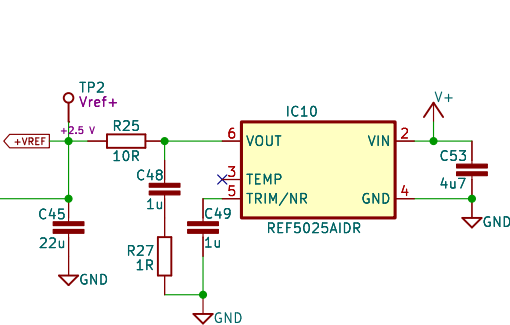 TP2
Vref+
+2.5 V
+VREF
R25
10R
C48
1u
C45
22u
GND
R27
1R
C49
1u
GND
IC10
6 VOUT
3 TEMP
5 TRIM/NR
VIN 2
GND 4
REF5025AIDR
V+
C53
4u7
GND